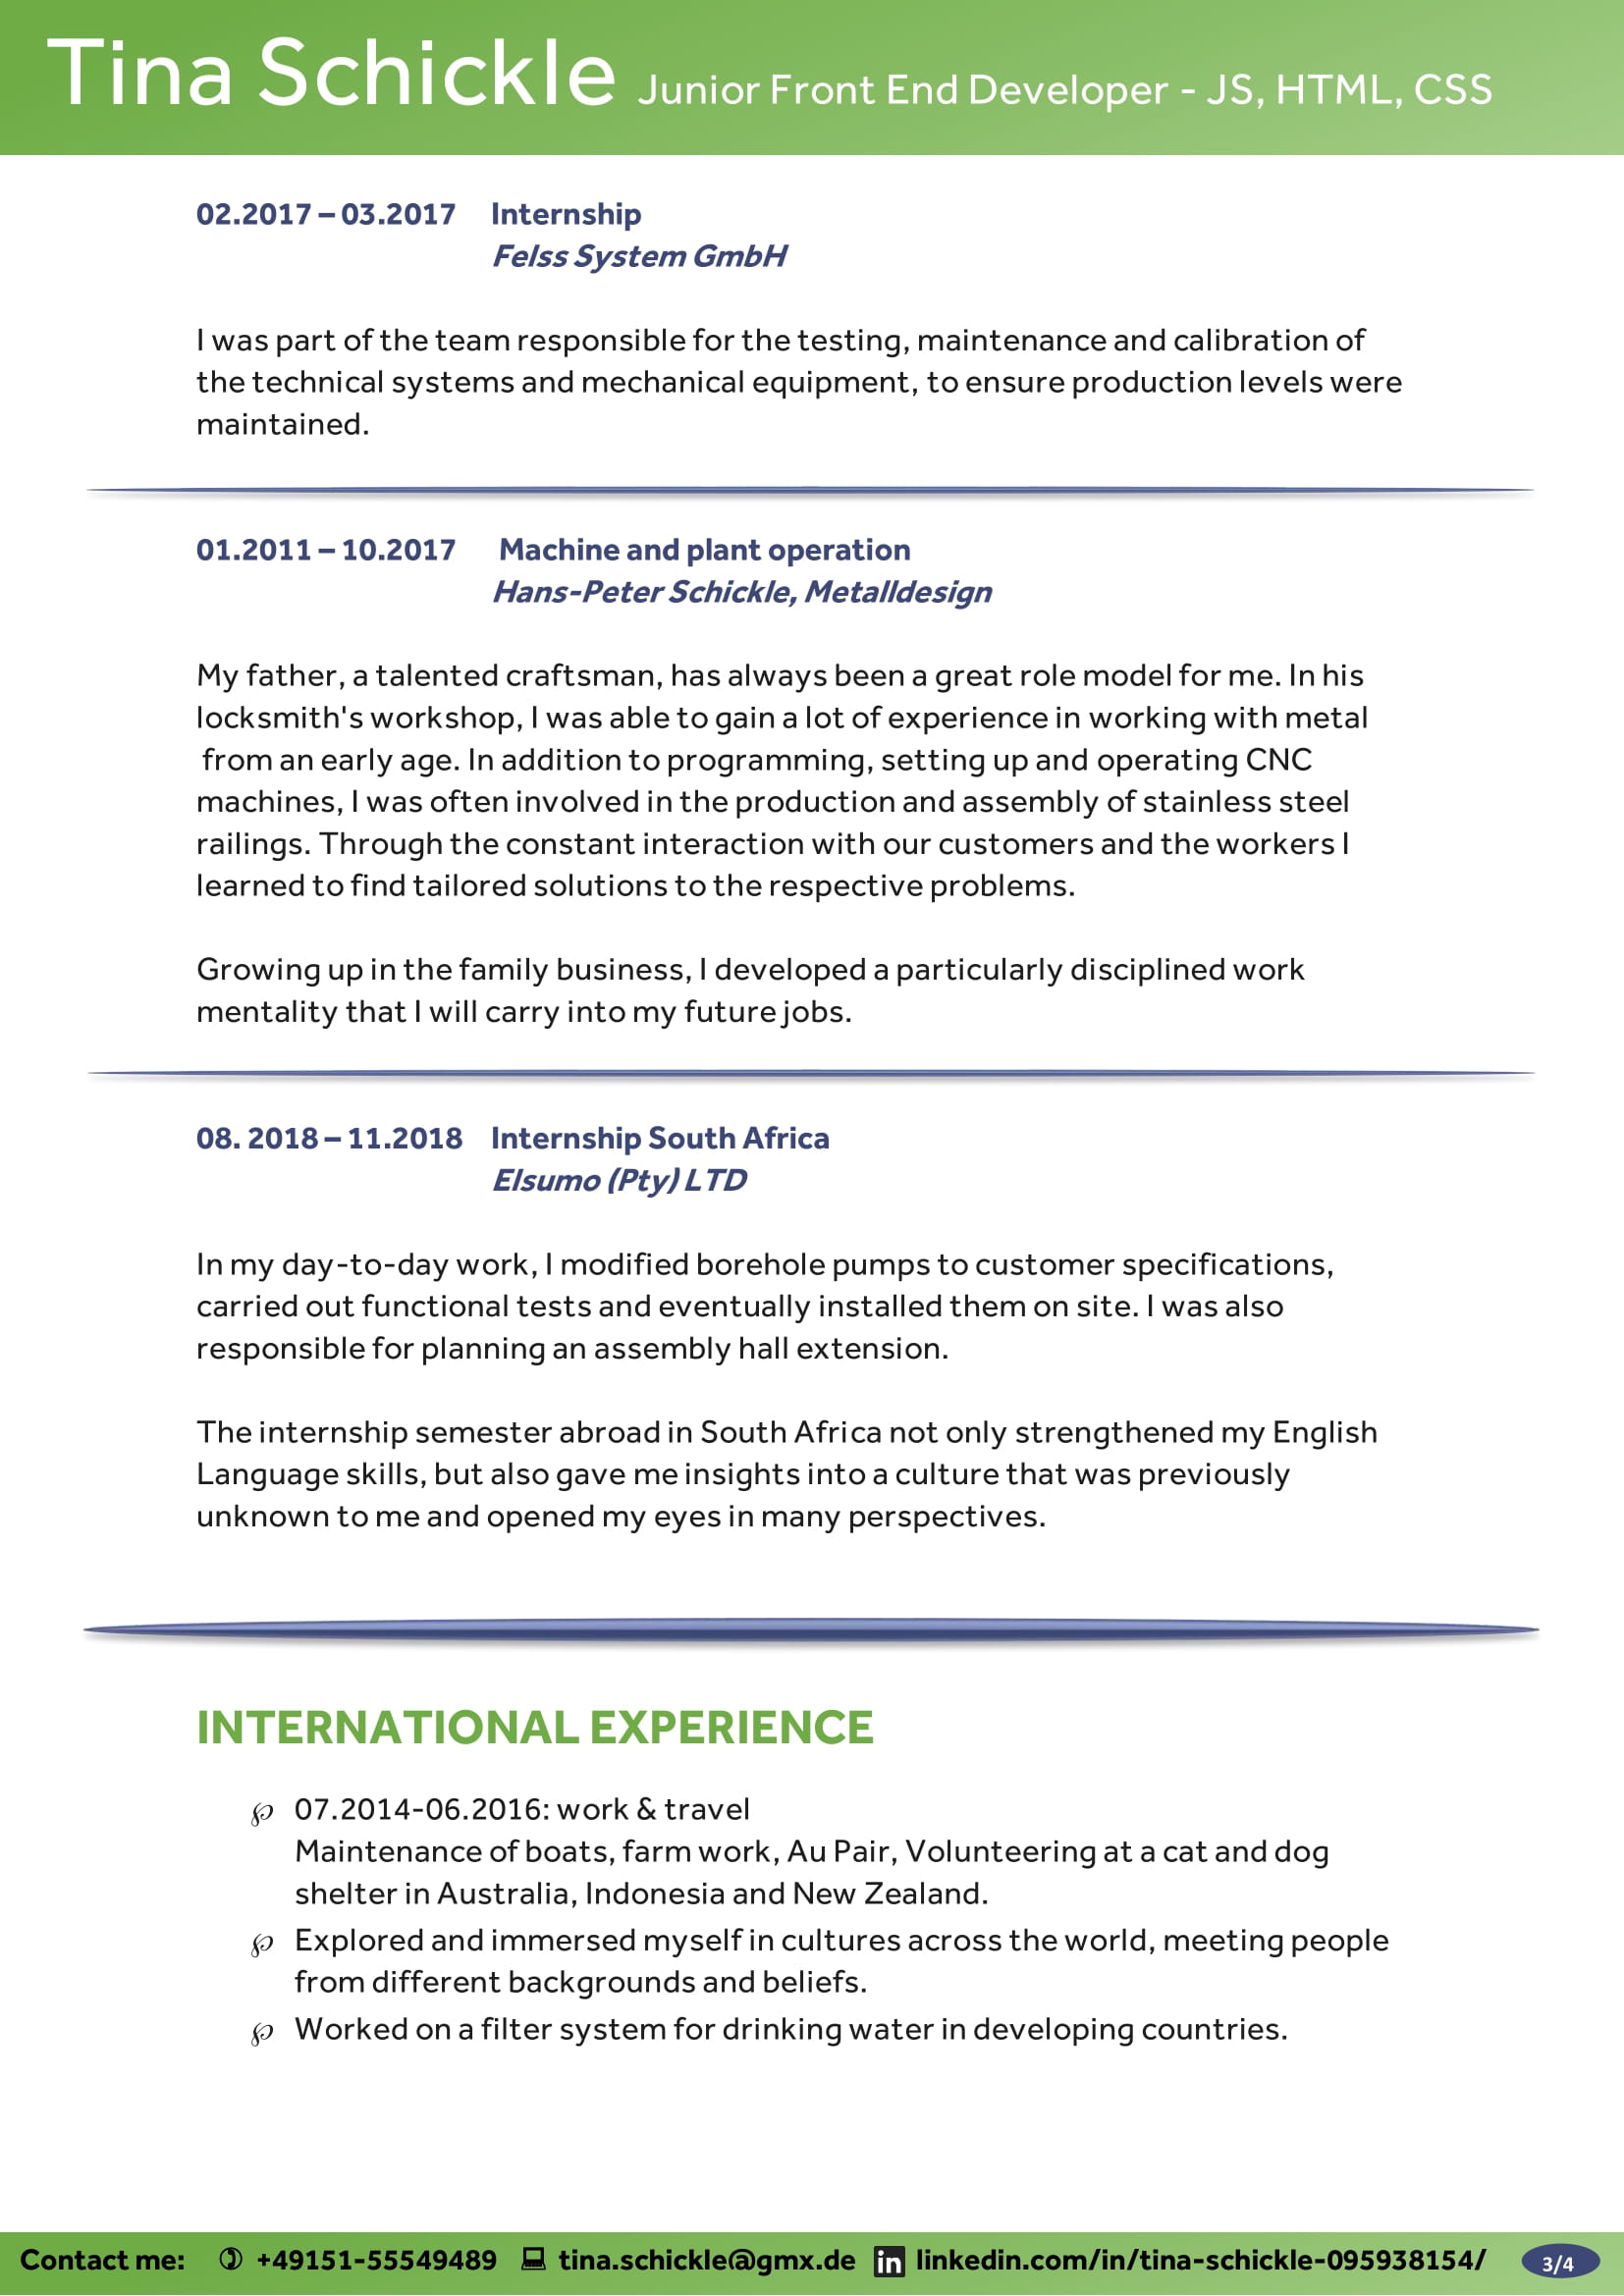 Tina Schickle Junior Front End Developer - JS, HTML, CSS
02.2017 – 03.2017 Internship
Felss System GmbH
I was part of the team responsible for the testing, maintenance and calibration of
the technical systems and mechanical equipment, to ensure production levels were
maintained.
01.2011 – 10.2017 Machine and plant operation
Hans-Peter Schickle, Metalldesign
My father, a talented craftsman, has always been a great role model for me. In his
locksmith's workshop, I was able to gain a lot of experience in working with metal
from an early age. In addition to programming, setting up and operating CNC
machines, I was often involved in the production and assembly of stainless steel
railings. Through the constant interaction with our customers and the workers I
learned to find tailored solutions to the respective problems.
Growing up in the family business, I developed a particularly disciplined work
mentality that I will carry into my future jobs.
08. 2018 – 11.2018 Internship South Africa
Elsumo (Pty) LTD
In my day-to-day work, I modified borehole pumps to customer specifications,
carried out functional tests and eventually installed them on site. I was also
responsible for planning an assembly hall extension.
The internship semester abroad in South Africa not only strengthened my English
Language skills, but also gave me insights into a culture that was previously
unknown to me and opened my eyes in many perspectives.
INTERNATIONAL EXPERIENCE
℘ 07.2014-06.2016: work & travel
Maintenance of boats, farm work, Au Pair, Volunteering at a cat and dog
shelter in Australia, Indonesia and New Zealand.
℘ Explored and immersed myself in cultures across the world, meeting people
from different backgrounds and beliefs.
℘ Worked on a filter system for drinking water in developing countries.
Contact me: +49151-55549489 tina.schickle@gmx.de in linkedin.com/in/tina-schickle-095938154/ 3/4